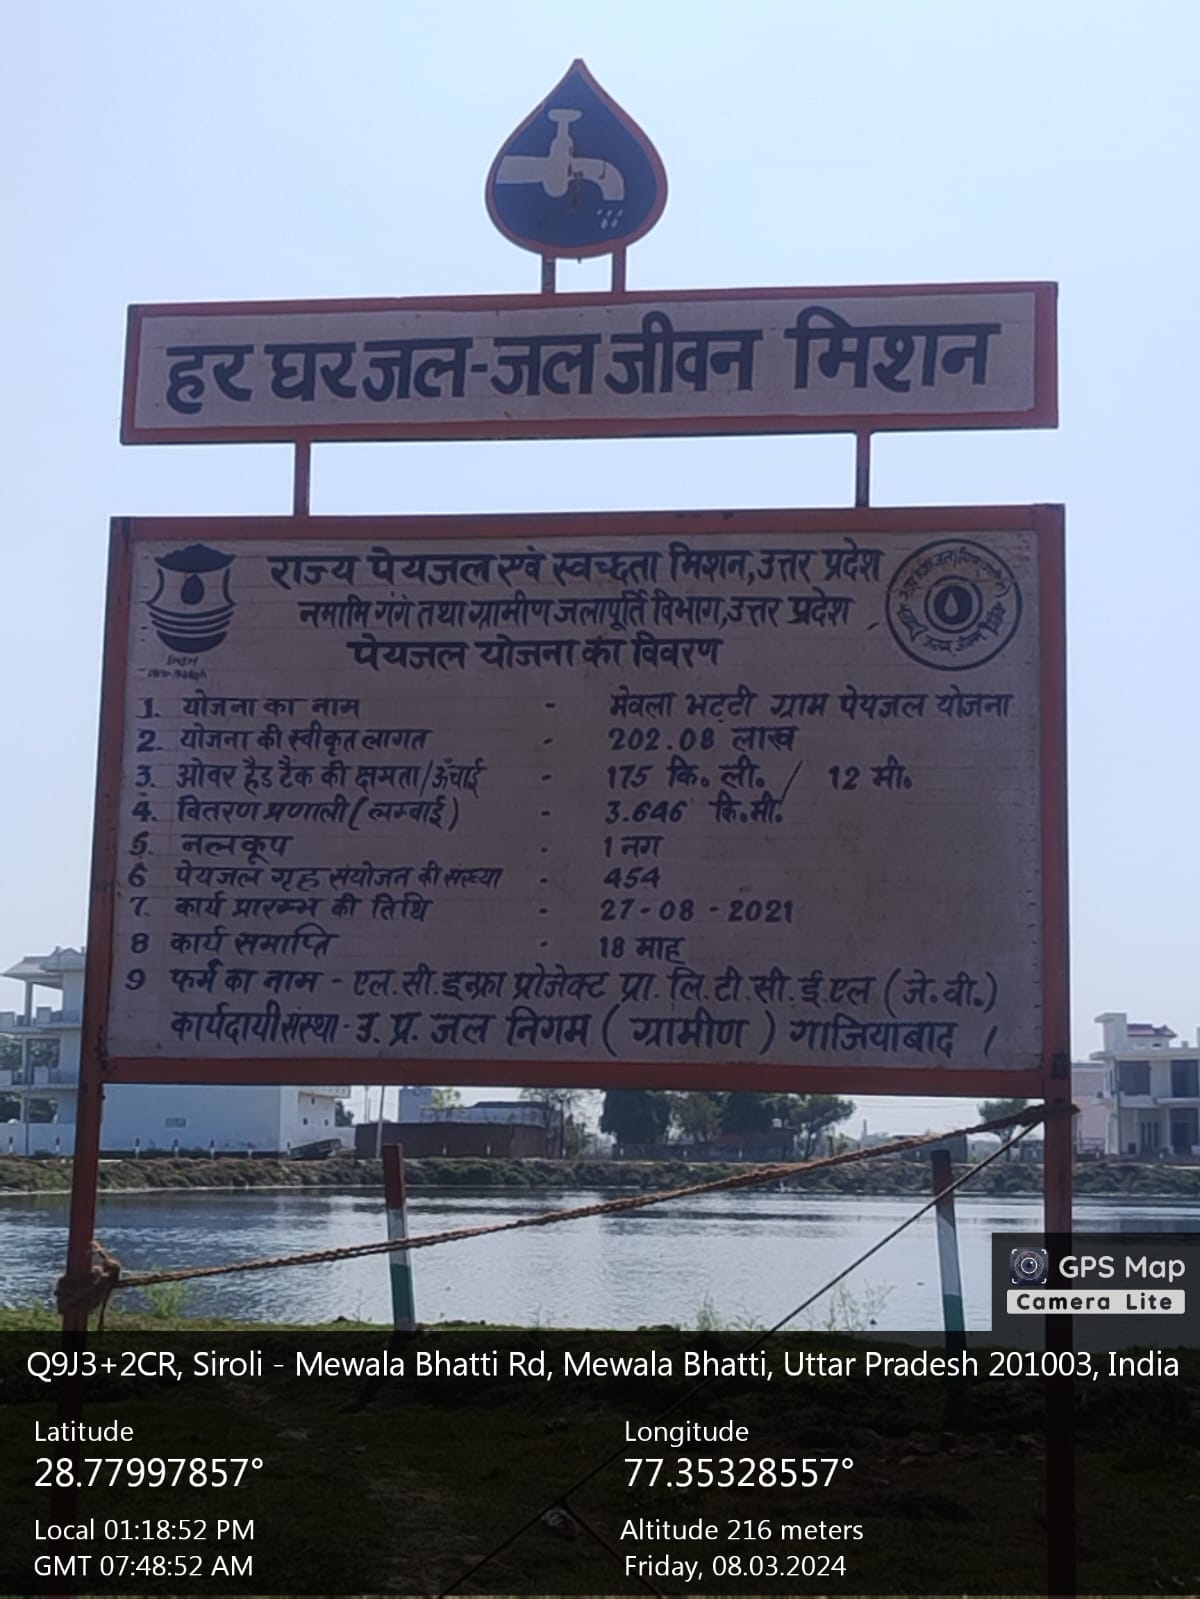 हर घर जल-जल जीवन मिशन
राज्य पेयजल एवं स्वच्छता मिशन, उत्तर प्रदेश
नमामि गंगे तथा ग्रामीण जलापूर्ति विभाग, उत्तर प्रदेश
पेयजल योजना का विवरण
1. योजना का नाम - मेवला भट्टी ग्राम पेयजल योजना
2. योजना की स्वीकृत लागत - 202.08 लाख
3. ओवर हैड टैंक की क्षमता/ऊँचाई - 175 कि. ली. / 12 मी.
4. वितरण प्रणाली (लम्बाई) - 3.646 कि.मी.
5. नलकूप - 1 नग
6 पेयजल गृह संयोजन की संख्या - 454
7. कार्य प्रारम्भ की तिथि - 27-08-2021
8 कार्य समाप्ति - 18 माह
9 फर्म का नाम - एल.सी.इन्फ्रा प्रोजेक्ट प्रा. लि.टी.सी.ई.एल (जे.वी.)
कार्यदायी संस्था - उ. प्र. जल निगम (ग्रामीण) गाजियाबाद ।
GPS Map
Camera Lite
Q9J3+2CR, Siroli - Mewala Bhatti Rd, Mewala Bhatti, Uttar Pradesh 201003, India
Latitude Longitude
28.77997857° 77.35328557°
Local 01:18:52 PM Altitude 216 meters
GMT 07:48:52 AM Friday, 08.03.2024